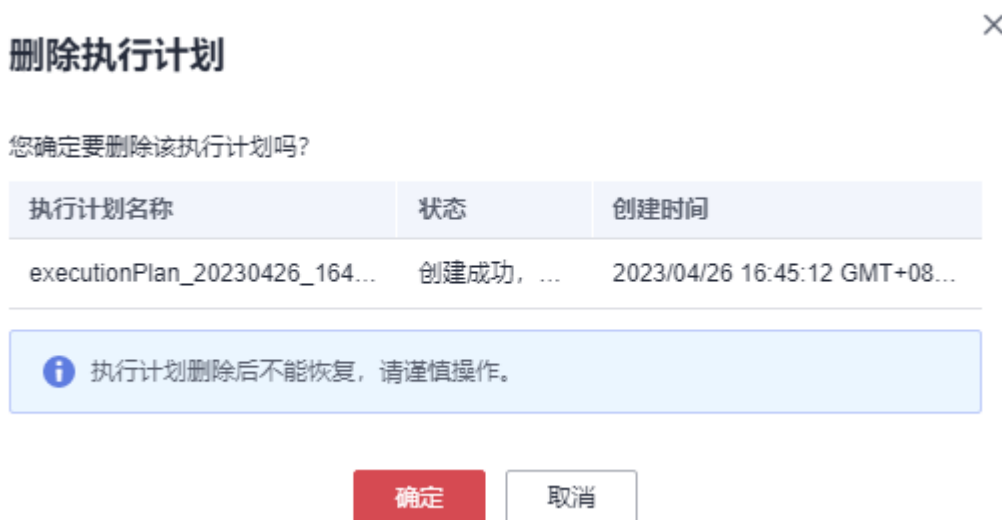 删除执行计划
您确定要删除该执行计划吗？
执行计划名称 状态 创建时间
executionPlan_20230426_164... 创建成功，... 2023/04/26 16:45:12 GMT+08...
执行计划删除后不能恢复，请谨慎操作。
确定 取消